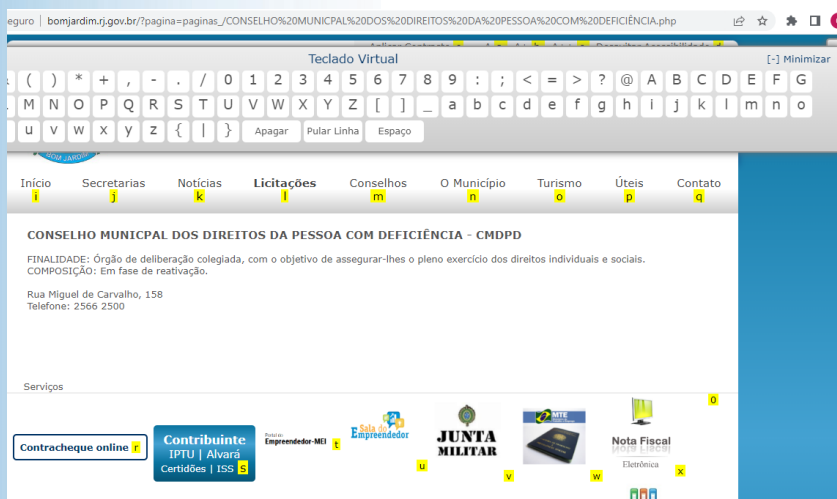 eguro | bomjardim.rj.gov.br/?pagina=paginas_/CONSELHO%20MUNICPAL%20DOS%20DIREITOS%20DA%20PESSOA%20COM%20DEFICIÊNCIA.php
Teclado Virtual
[-] Minimizar
( ) * + , - . / 0 1 2 3 4 5 6 7 8 9 : ; < = > ? @ A B C D E F G
M N O P Q R S T U V W X Y Z [ ] _ a b c d e f g h i j k l m n o
u v w x y z { | } Apagar Pular Linha Espaço
BOM JARDIM
Início Secretarias Notícias Licitações Conselhos O Município Turismo Úteis Contato
i j k l m n o p q
CONSELHO MUNICPAL DOS DIREITOS DA PESSOA COM DEFICIÊNCIA - CMDPD
FINALIDADE: Órgão de deliberação colegiada, com o objetivo de assegurar-lhes o pleno exercício dos direitos individuais e sociais.
COMPOSIÇÃO: Em fase de reativação.
Rua Miguel de Carvalho, 158
Telefone: 2566 2500
Serviços
0
Contracheque online r
Contribuinte
IPTU | Alvará
Certidões | ISS S
Portal do
Empreendedor-MEI t
Sala do
Empreendedor
u
JUNTA
MILITAR
v
MTE
w
Nota Fiscal
Eletrônica
x